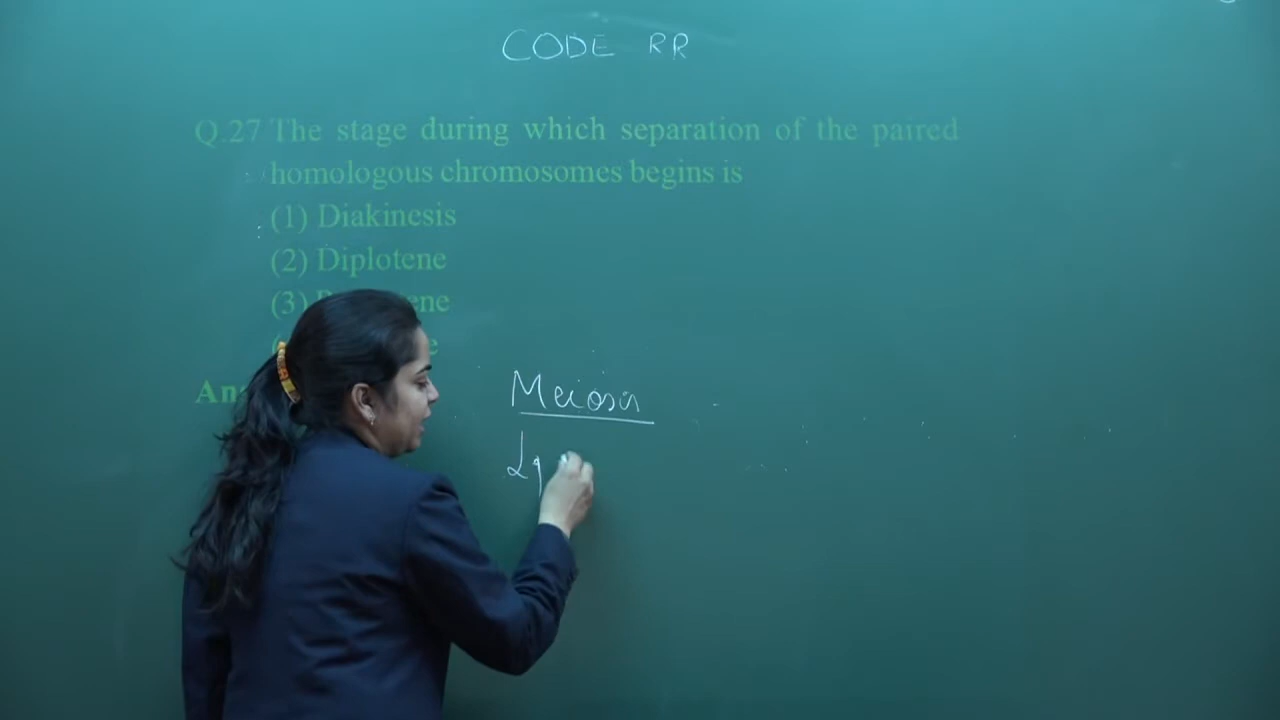 CODE RR
Q.27 The stage during which separation of the paired
homologous chromosomes begins is
(1) Diakinesis
(2) Diplotene
(3)
Meiosis